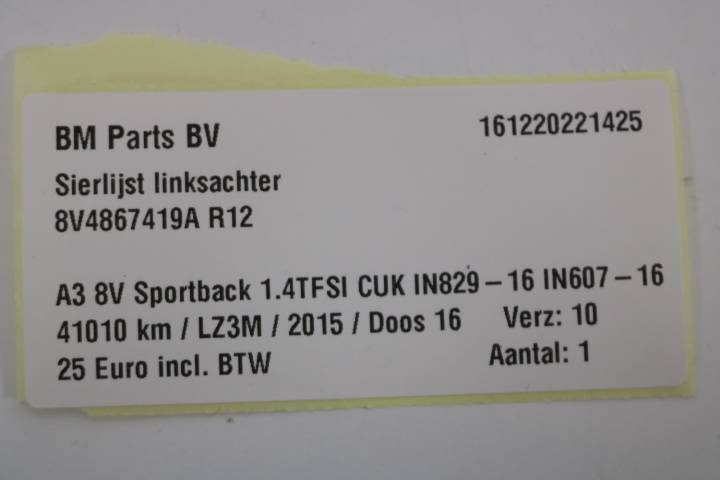 BM Parts BV 161220221425
Sierlijst linksachter
8V4867419A R12
A3 8V Sportback 1.4TFSI CUK IN829 – 16 IN607 – 16
41010 km / LZ3M / 2015 / Doos 16 Verz: 10
25 Euro incl. BTW Aantal: 1